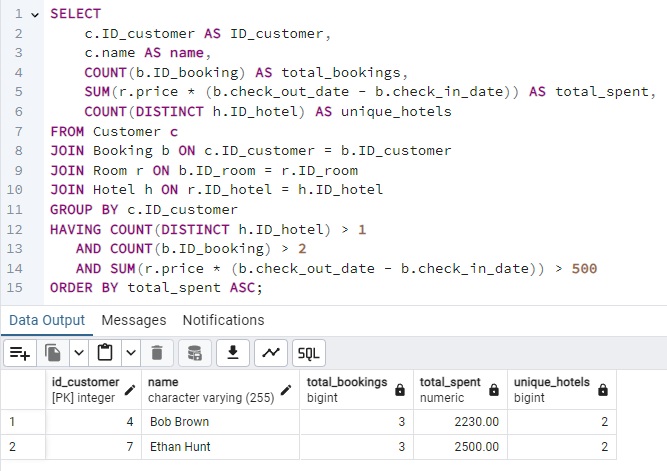 1 SELECT
2 c.ID_customer AS ID_customer,
3 c.name AS name,
4 COUNT(b.ID_booking) AS total_bookings,
5 SUM(r.price * (b.check_out_date - b.check_in_date)) AS total_spent,
6 COUNT(DISTINCT h.ID_hotel) AS unique_hotels
7 FROM Customer c
8 JOIN Booking b ON c.ID_customer = b.ID_customer
9 JOIN Room r ON b.ID_room = r.ID_room
10 JOIN Hotel h ON r.ID_hotel = h.ID_hotel
11 GROUP BY c.ID_customer
12 HAVING COUNT(DISTINCT h.ID_hotel) > 1
13 AND COUNT(b.ID_booking) > 2
14 AND SUM(r.price * (b.check_out_date - b.check_in_date)) > 500
15 ORDER BY total_spent ASC;
Data Output Messages Notifications
SQL
id_customer name total_bookings total_spent unique_hotels
[PK] integer character varying (255) bigint numeric bigint
1 4 Bob Brown 3 2230.00 2
2 7 Ethan Hunt 3 2500.00 2